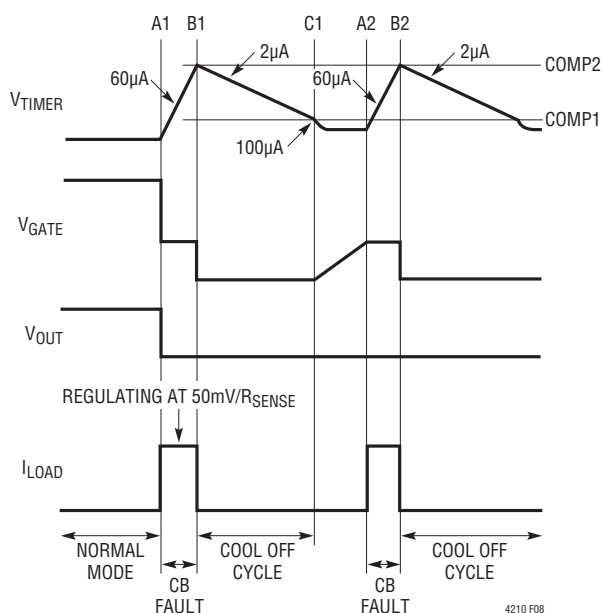 A1 B1 C1 A2 B2
2µA 2µA
COMP2
60µA 60µA
VTIMER
COMP1
100µA
VGATE
VOUT
REGULATING AT 50mV/RSENSE
ILOAD
NORMAL MODE
COOL OFF CYCLE
COOL OFF CYCLE
CB FAULT
CB FAULT
4210 F08